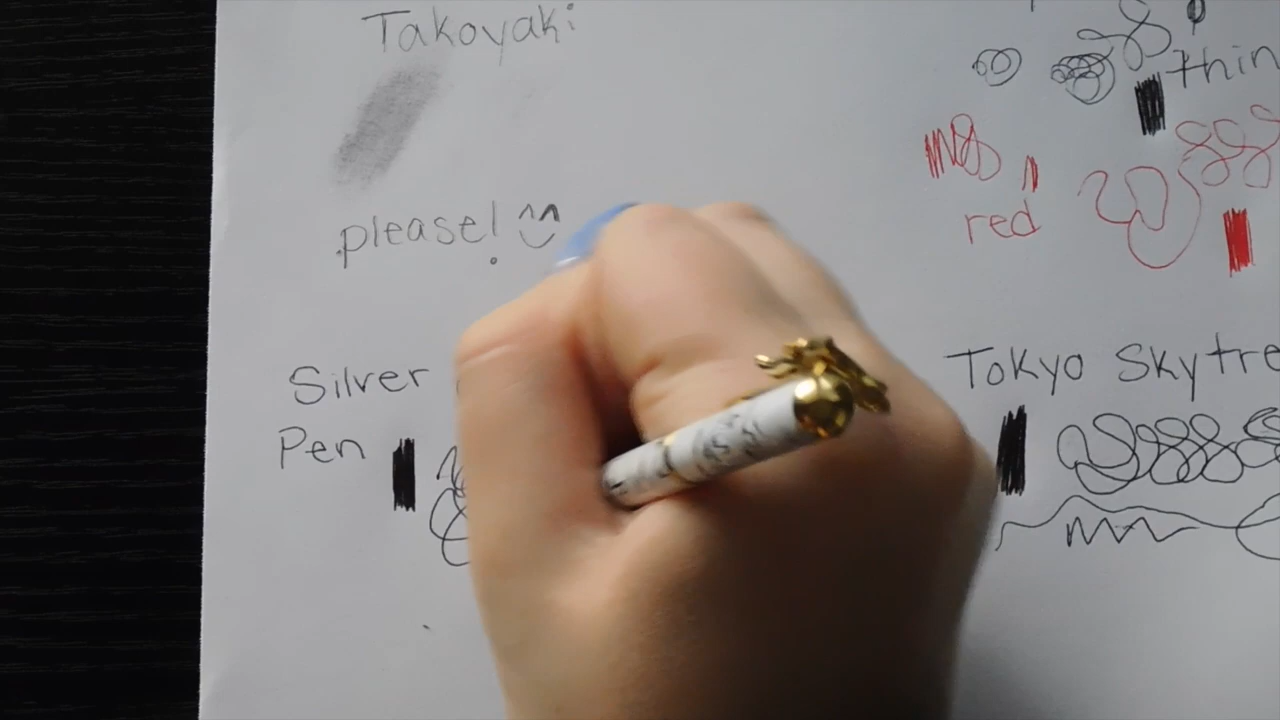 Takoyaki
thin
red
please!
Silver
Pen
Tokyo Skytre